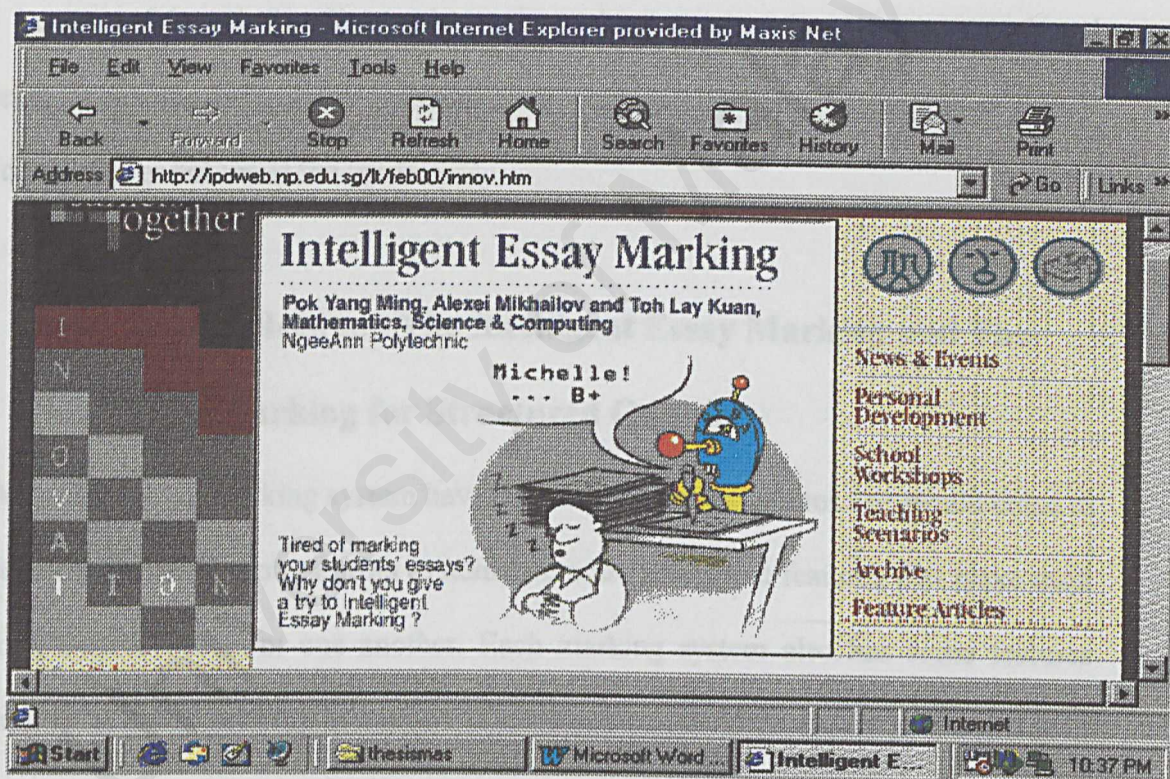 Intelligent Essay Marking - Microsoft Internet Explorer provided by Maxis Net
File Edit View Favorites Tools Help
Back Forward Stop Refresh Home Search Favorites History Mail Print
Address http://ipdweb.np.edu.sg/lt/feb00/innov.htm Go Links
Together
INNOVATION
Intelligent Essay Marking
Pok Yang Ming, Alexei Mikhailov and Toh Lay Kuan,
Mathematics, Science & Computing
NgeeAnn Polytechnic
Michelle!
--- B+
z
z
z
z
Tired of marking
your students' essays?
Why don't you give
a try to Intelligent
Essay Marking ?
News & Events
Personal
Development
School
Workshops
Teaching
Scenarios
Archive
Feature Articles
Internet
Start thesismas Microsoft Word ... Intelligent E... 10:37 PM